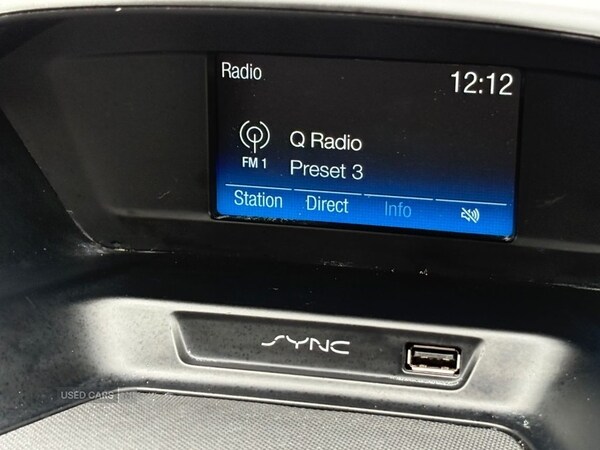 Radio
12:12
Q Radio
FM 1
Preset 3
Station Direct Info
SYNC
USED CARS